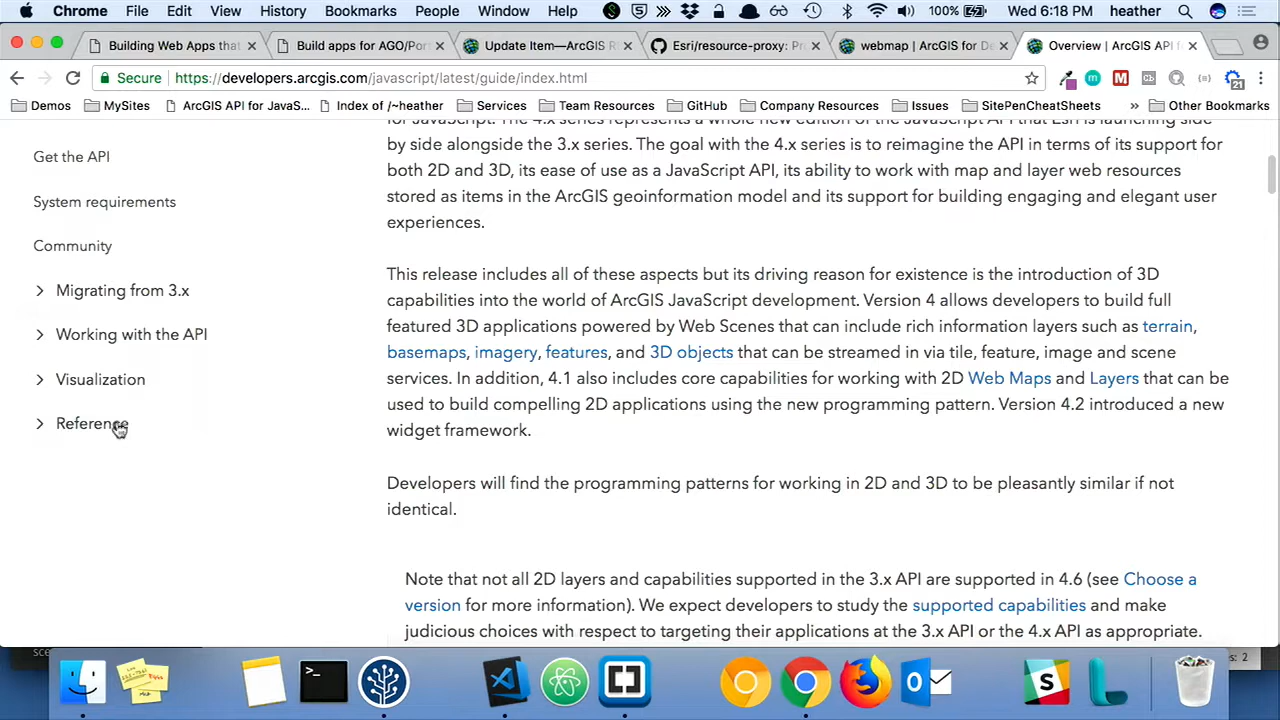 Chrome File Edit View History Bookmarks People Window Help 100% Wed 6:18 PM heather
Building Web Apps tha
Build apps for AGO/Por
Update Item—ArcGIS R
Esri/resource-proxy: Pr
webmap | ArcGIS for De
Overview | ArcGIS API f
Secure https://developers.arcgis.com/javascript/latest/guide/index.html
21
Demos MySites ArcGIS API for JavaS... Index of /~heather Services Team Resources GitHub Company Resources Issues SitePenCheatSheets Other Bookmarks
Get the API
System requirements
Community
Migrating from 3.x
Working with the API
Visualization
Reference
for JavaScript. The 4.x series represents a whole new edition of the JavaScript API that Esri is launching side
by side alongside the 3.x series. The goal with the 4.x series is to reimagine the API in terms of its support for
both 2D and 3D, its ease of use as a JavaScript API, its ability to work with map and layer web resources
stored as items in the ArcGIS geoinformation model and its support for building engaging and elegant user
experiences.
This release includes all of these aspects but its driving reason for existence is the introduction of 3D
capabilities into the world of ArcGIS JavaScript development. Version 4 allows developers to build full
featured 3D applications powered by Web Scenes that can include rich information layers such as terrain,
basemaps, imagery, features, and 3D objects that can be streamed in via tile, feature, image and scene
services. In addition, 4.1 also includes core capabilities for working with 2D Web Maps and Layers that can be
used to build compelling 2D applications using the new programming pattern. Version 4.2 introduced a new
widget framework.
Developers will find the programming patterns for working in 2D and 3D to be pleasantly similar if not
identical.
Note that not all 2D layers and capabilities supported in the 3.x API are supported in 4.6 (see Choose a
version for more information). We expect developers to study the supported capabilities and make
judicious choices with respect to targeting their applications at the 3.x API or the 4.x API as appropriate.